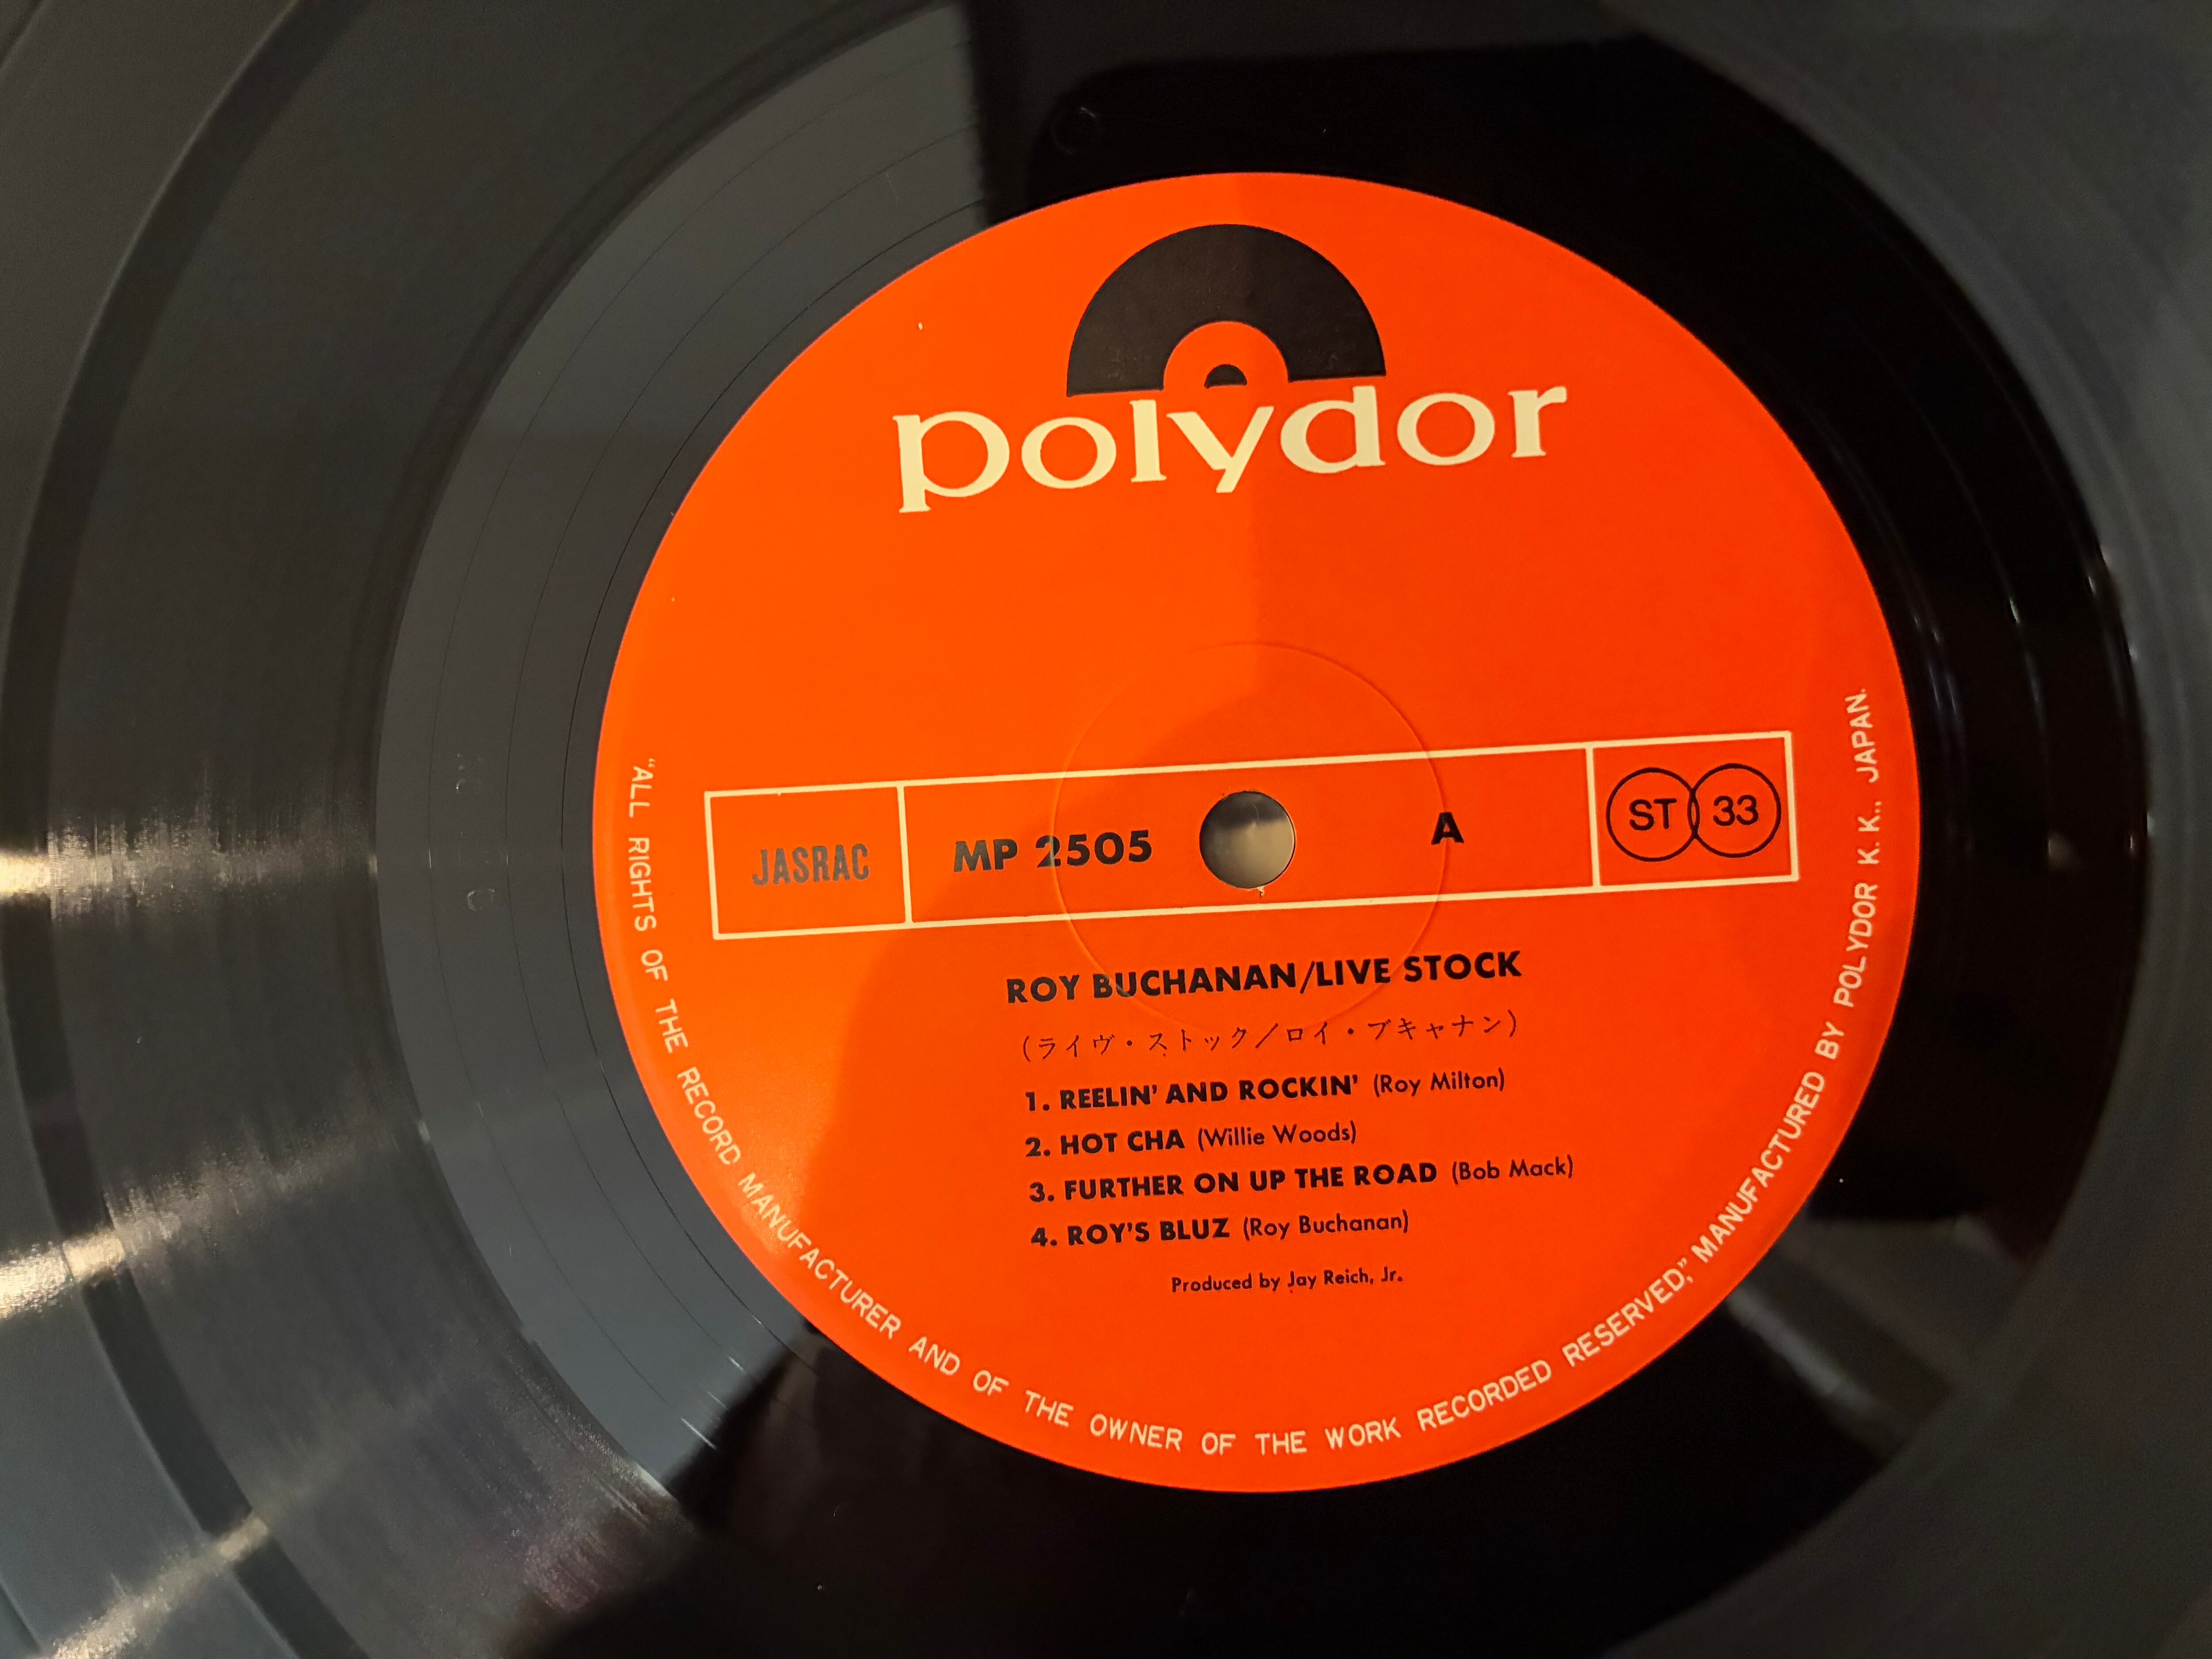 polydor
JASRAC MP 2505 A ST 33
ROY BUCHANAN/LIVE STOCK
(ライヴ・ストック/ロイ・ブキャナン)
1. REELIN' AND ROCKIN' (Roy Milton)
2. HOT CHA (Willie Woods)
3. FURTHER ON UP THE ROAD (Bob Mack)
4. ROY'S BLUZ (Roy Buchanan)
Produced by Jay Reich, Jr.
"ALL RIGHTS OF THE RECORD MANUFACTURER AND OF THE OWNER OF THE WORK RECORDED RESERVED," MANUFACTURED BY POLYDOR K. K., JAPAN.